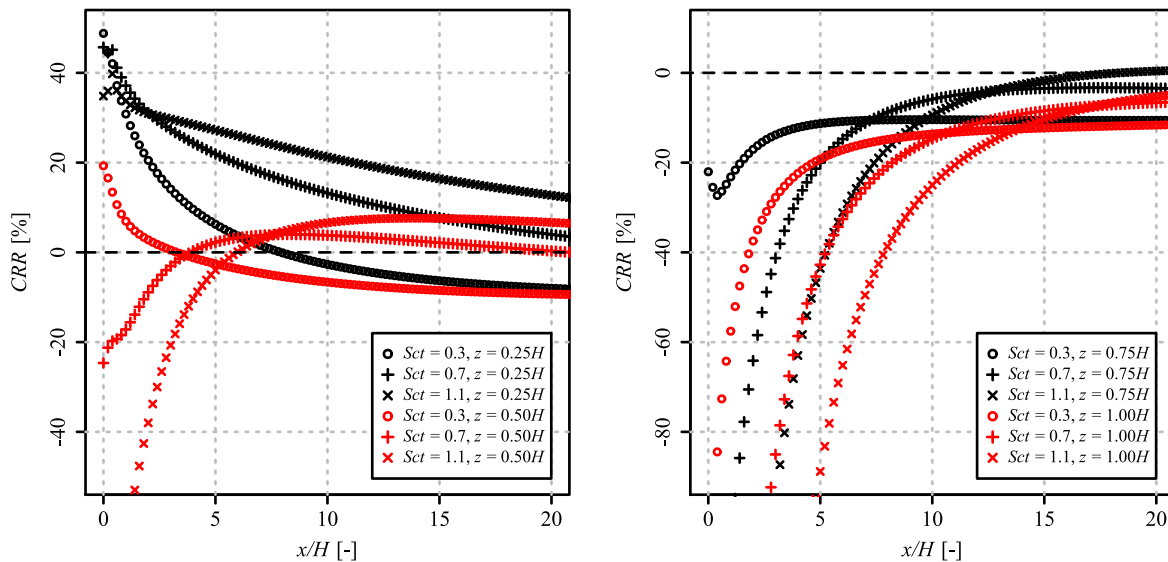 40
20
0
-20
-40
CRR [%]
0
5
10
15
20
x/H [-]
Sct = 0.3, z = 0.25H
Sct = 0.7, z = 0.25H
Sct = 1.1, z = 0.25H
Sct = 0.3, z = 0.50H
Sct = 0.7, z = 0.50H
Sct = 1.1, z = 0.50H
0
-20
-40
-60
-80
CRR [%]
0
5
10
15
20
x/H [-]
Sct = 0.3, z = 0.75H
Sct = 0.7, z = 0.75H
Sct = 1.1, z = 0.75H
Sct = 0.3, z = 1.00H
Sct = 0.7, z = 1.00H
Sct = 1.1, z = 1.00H